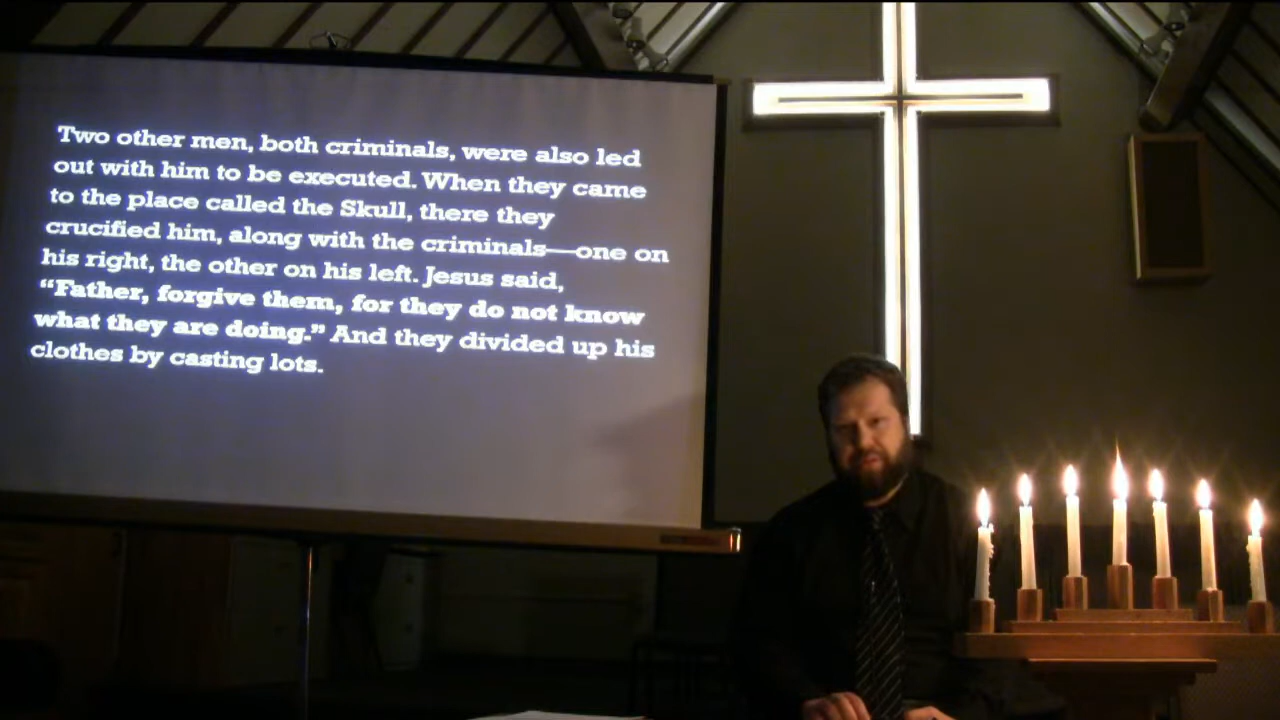 Two other men, both criminals, were also led
out with him to be executed. When they came
to the place called the Skull, there they
crucified him, along with the criminals—one on
his right, the other on his left. Jesus said,
“Father, forgive them, for they do not know
what they are doing.” And they divided up his
clothes by casting lots.